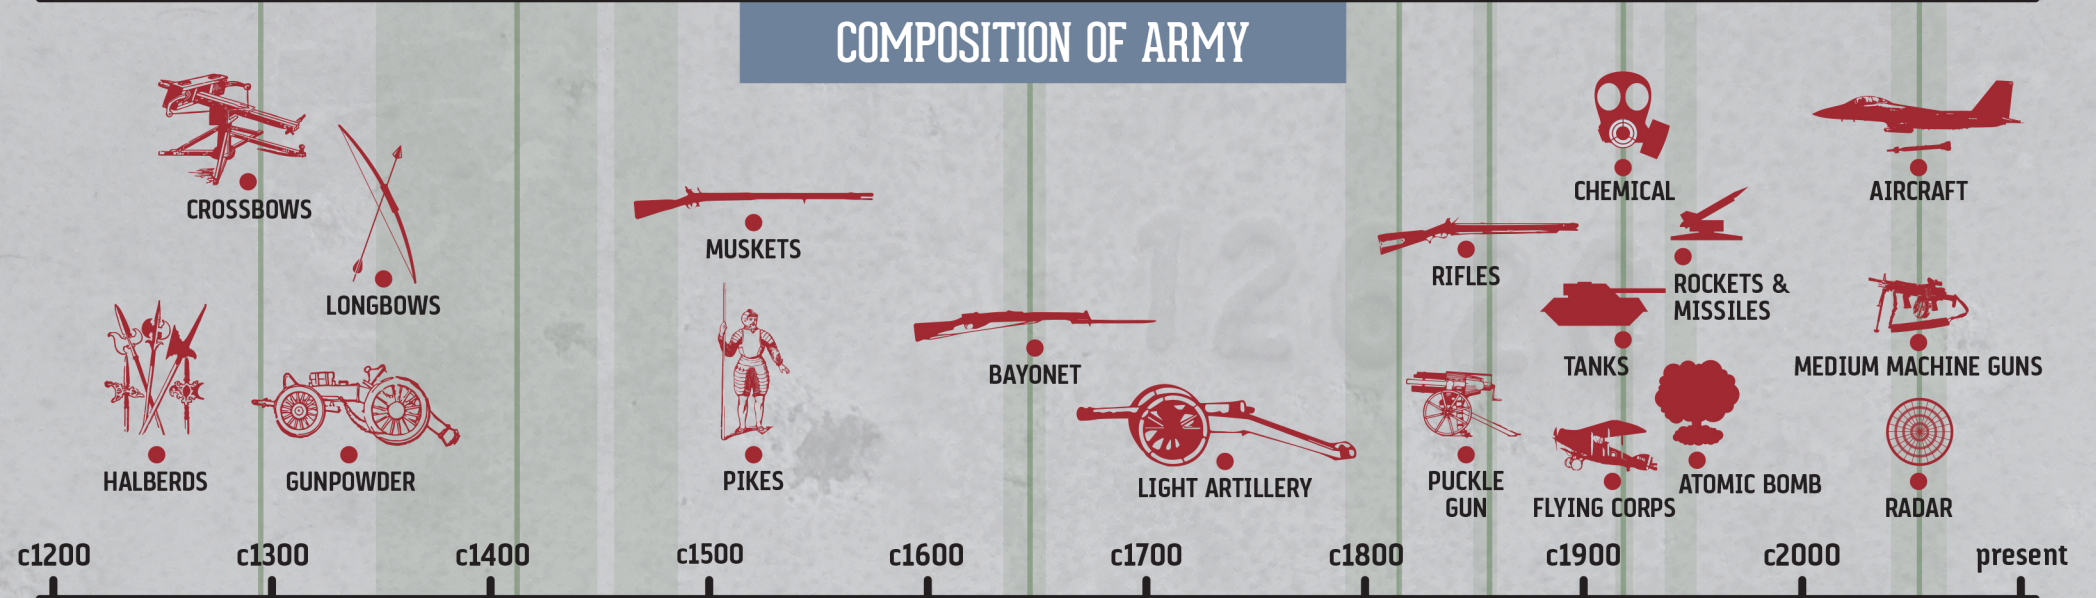 COMPOSITION OF ARMY
CROSSBOWS
LONGBOWS
HALBERDS
GUNPOWDER
MUSKETS
PIKES
BAYONET
LIGHT ARTILLERY
RIFLES
PUCKLE
GUN
CHEMICAL
TANKS
FLYING CORPS
ROCKETS &
MISSILES
ATOMIC BOMB
AIRCRAFT
MEDIUM MACHINE GUNS
RADAR
c1200
c1300
c1400
c1500
c1600
c1700
c1800
c1900
c2000
present